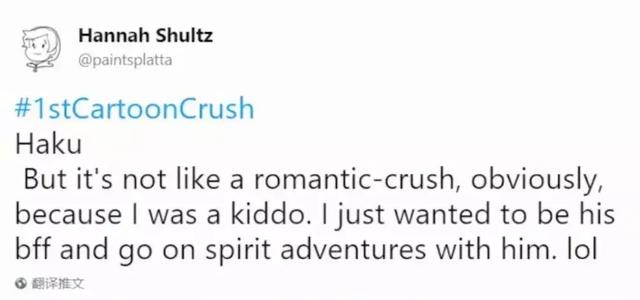 Hannah Shultz
@paintsplatta
#1stCartoonCrush
Haku
But it's not like a romantic-crush, obviously,
because I was a kiddo. I just wanted to be his
bff and go on spirit adventures with him. lol
翻译推文